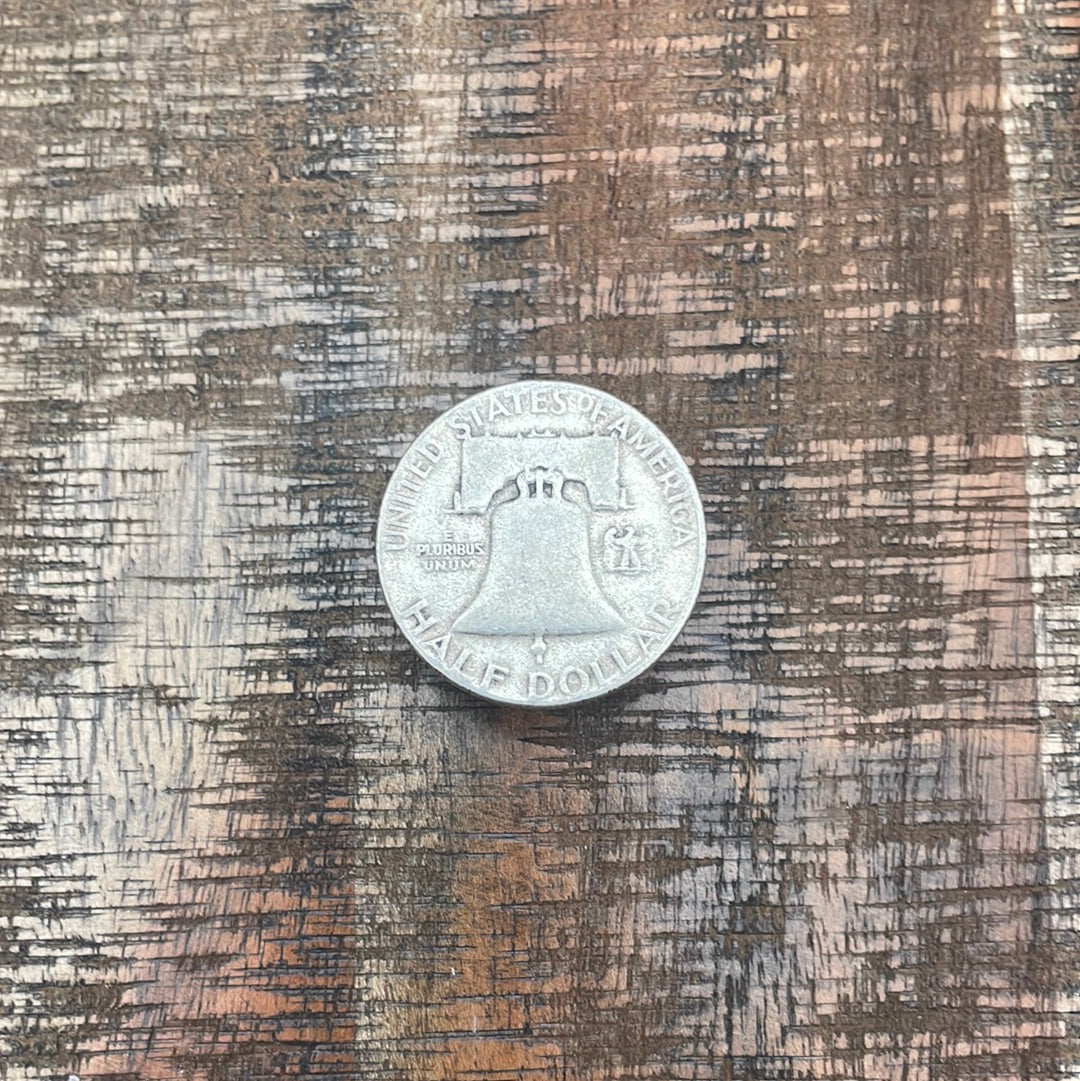 UNITED STATES OF AMERICA
E
PLURIBUS
UNUM
HALF DOLLAR